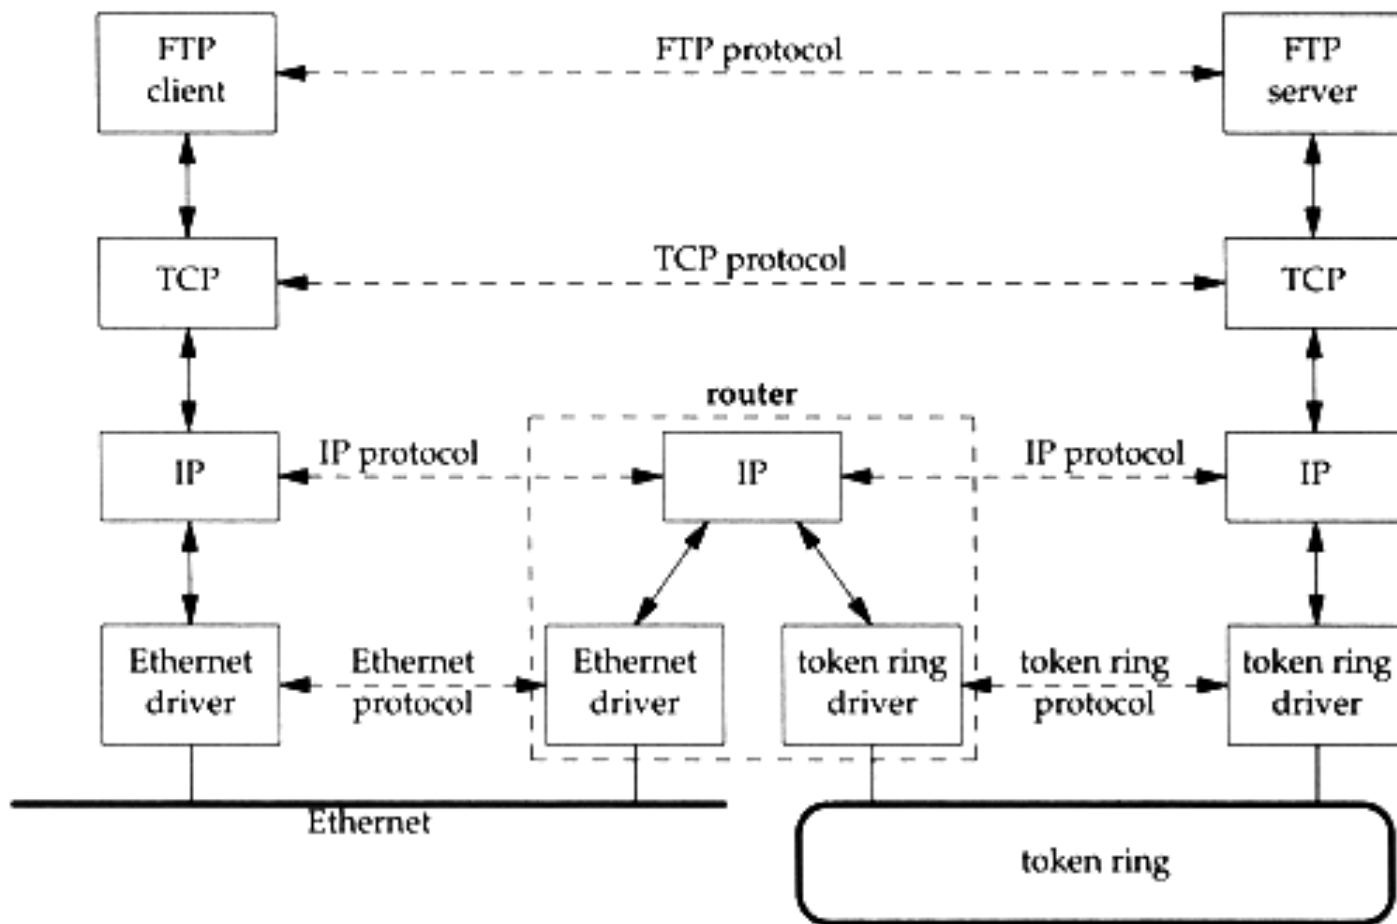 FTP
client
FTP protocol
FTP
server
TCP
TCP protocol
TCP
router
IP
IP protocol
IP
IP protocol
IP
Ethernet
driver
Ethernet
protocol
Ethernet
driver
token ring
driver
token ring
protocol
token ring
driver
Ethernet
token ring